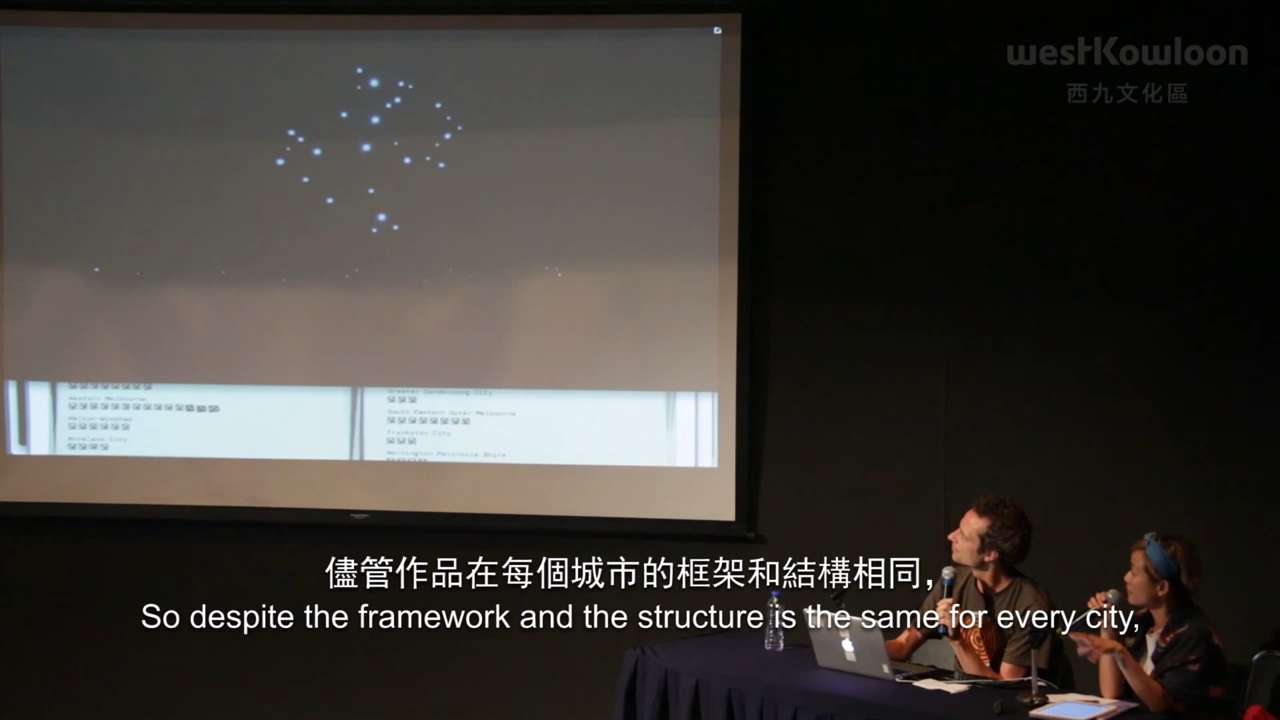 westKowloon
西九文化區
Western Melbourne
Melton-Wyndham
Moreland City
Greater Dandenong City
South Eastern Outer Melbourne
Frankston City
Mornington Peninsula Shire
儘管作品在每個城市的框架和結構相同，
So despite the framework and the structure is the same for every city,